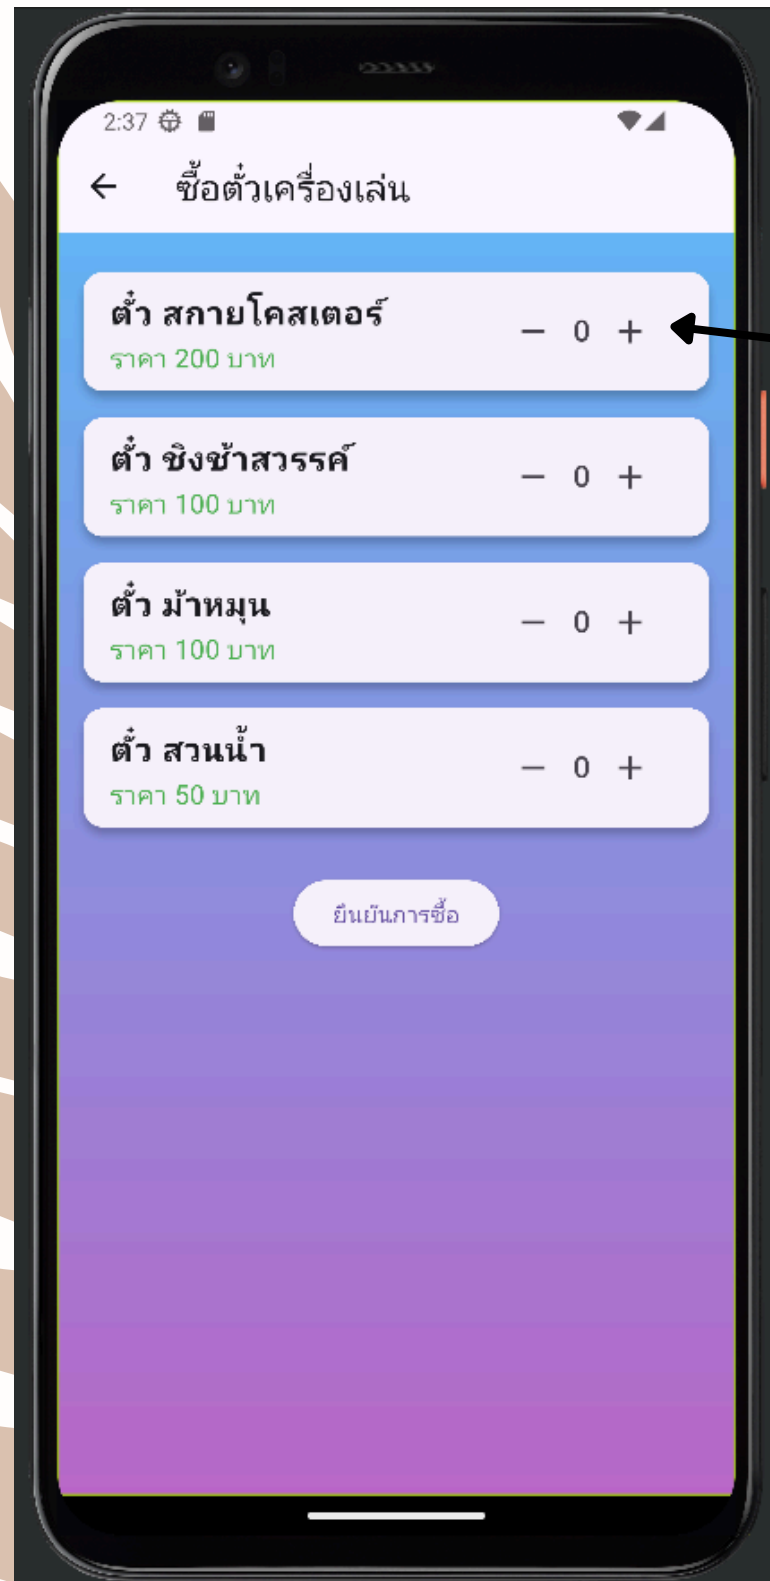 2:37
ซื้อตั๋วเครื่องเล่น
ตั๋ว สกายโคสเตอร์
ราคา 200 บาท
− 0 +
ตั๋ว ชิงช้าสวรรค์
ราคา 100 บาท
− 0 +
ตั๋ว ม้าหมุน
ราคา 100 บาท
− 0 +
ตั๋ว สวนน้ำ
ราคา 50 บาท
− 0 +
ยืนยันการซื้อ